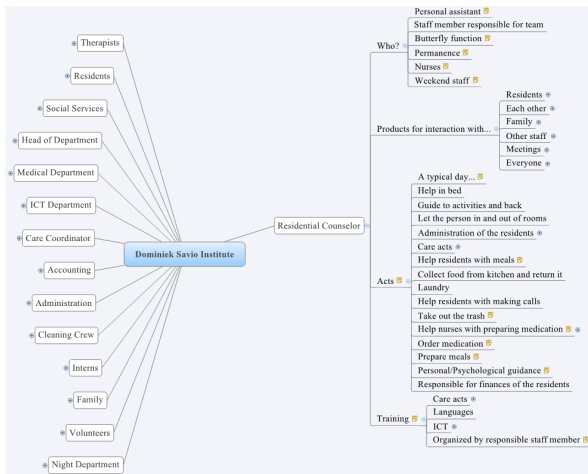 Therapists
Residents
Social Services
Head of Department
Medical Department
ICT Department
Care Coordinator
Accounting
Administration
Cleaning Crew
Interns
Family
Volunteers
Night Department
Dominiek Savio Institute
Residential Counselor
Who?
Personal assistant
Staff member responsible for team
Butterfly function
Permanence
Nurses
Weekend staff
Products for interaction with...
Residents
Each other
Family
Other staff
Meetings
Everyone
Acts
A typical day...
Help in bed
Guide to activities and back
Let the person in and out of rooms
Administration of the residents
Care acts
Help residents with meals
Collect food from kitchen and return it
Laundry
Help residents with making calls
Take out the trash
Help nurses with preparing medication
Order medication
Prepare meals
Personal/Psychological guidance
Responsible for finances of the residents
Training
Care acts
Languages
ICT
Organized by responsible staff member